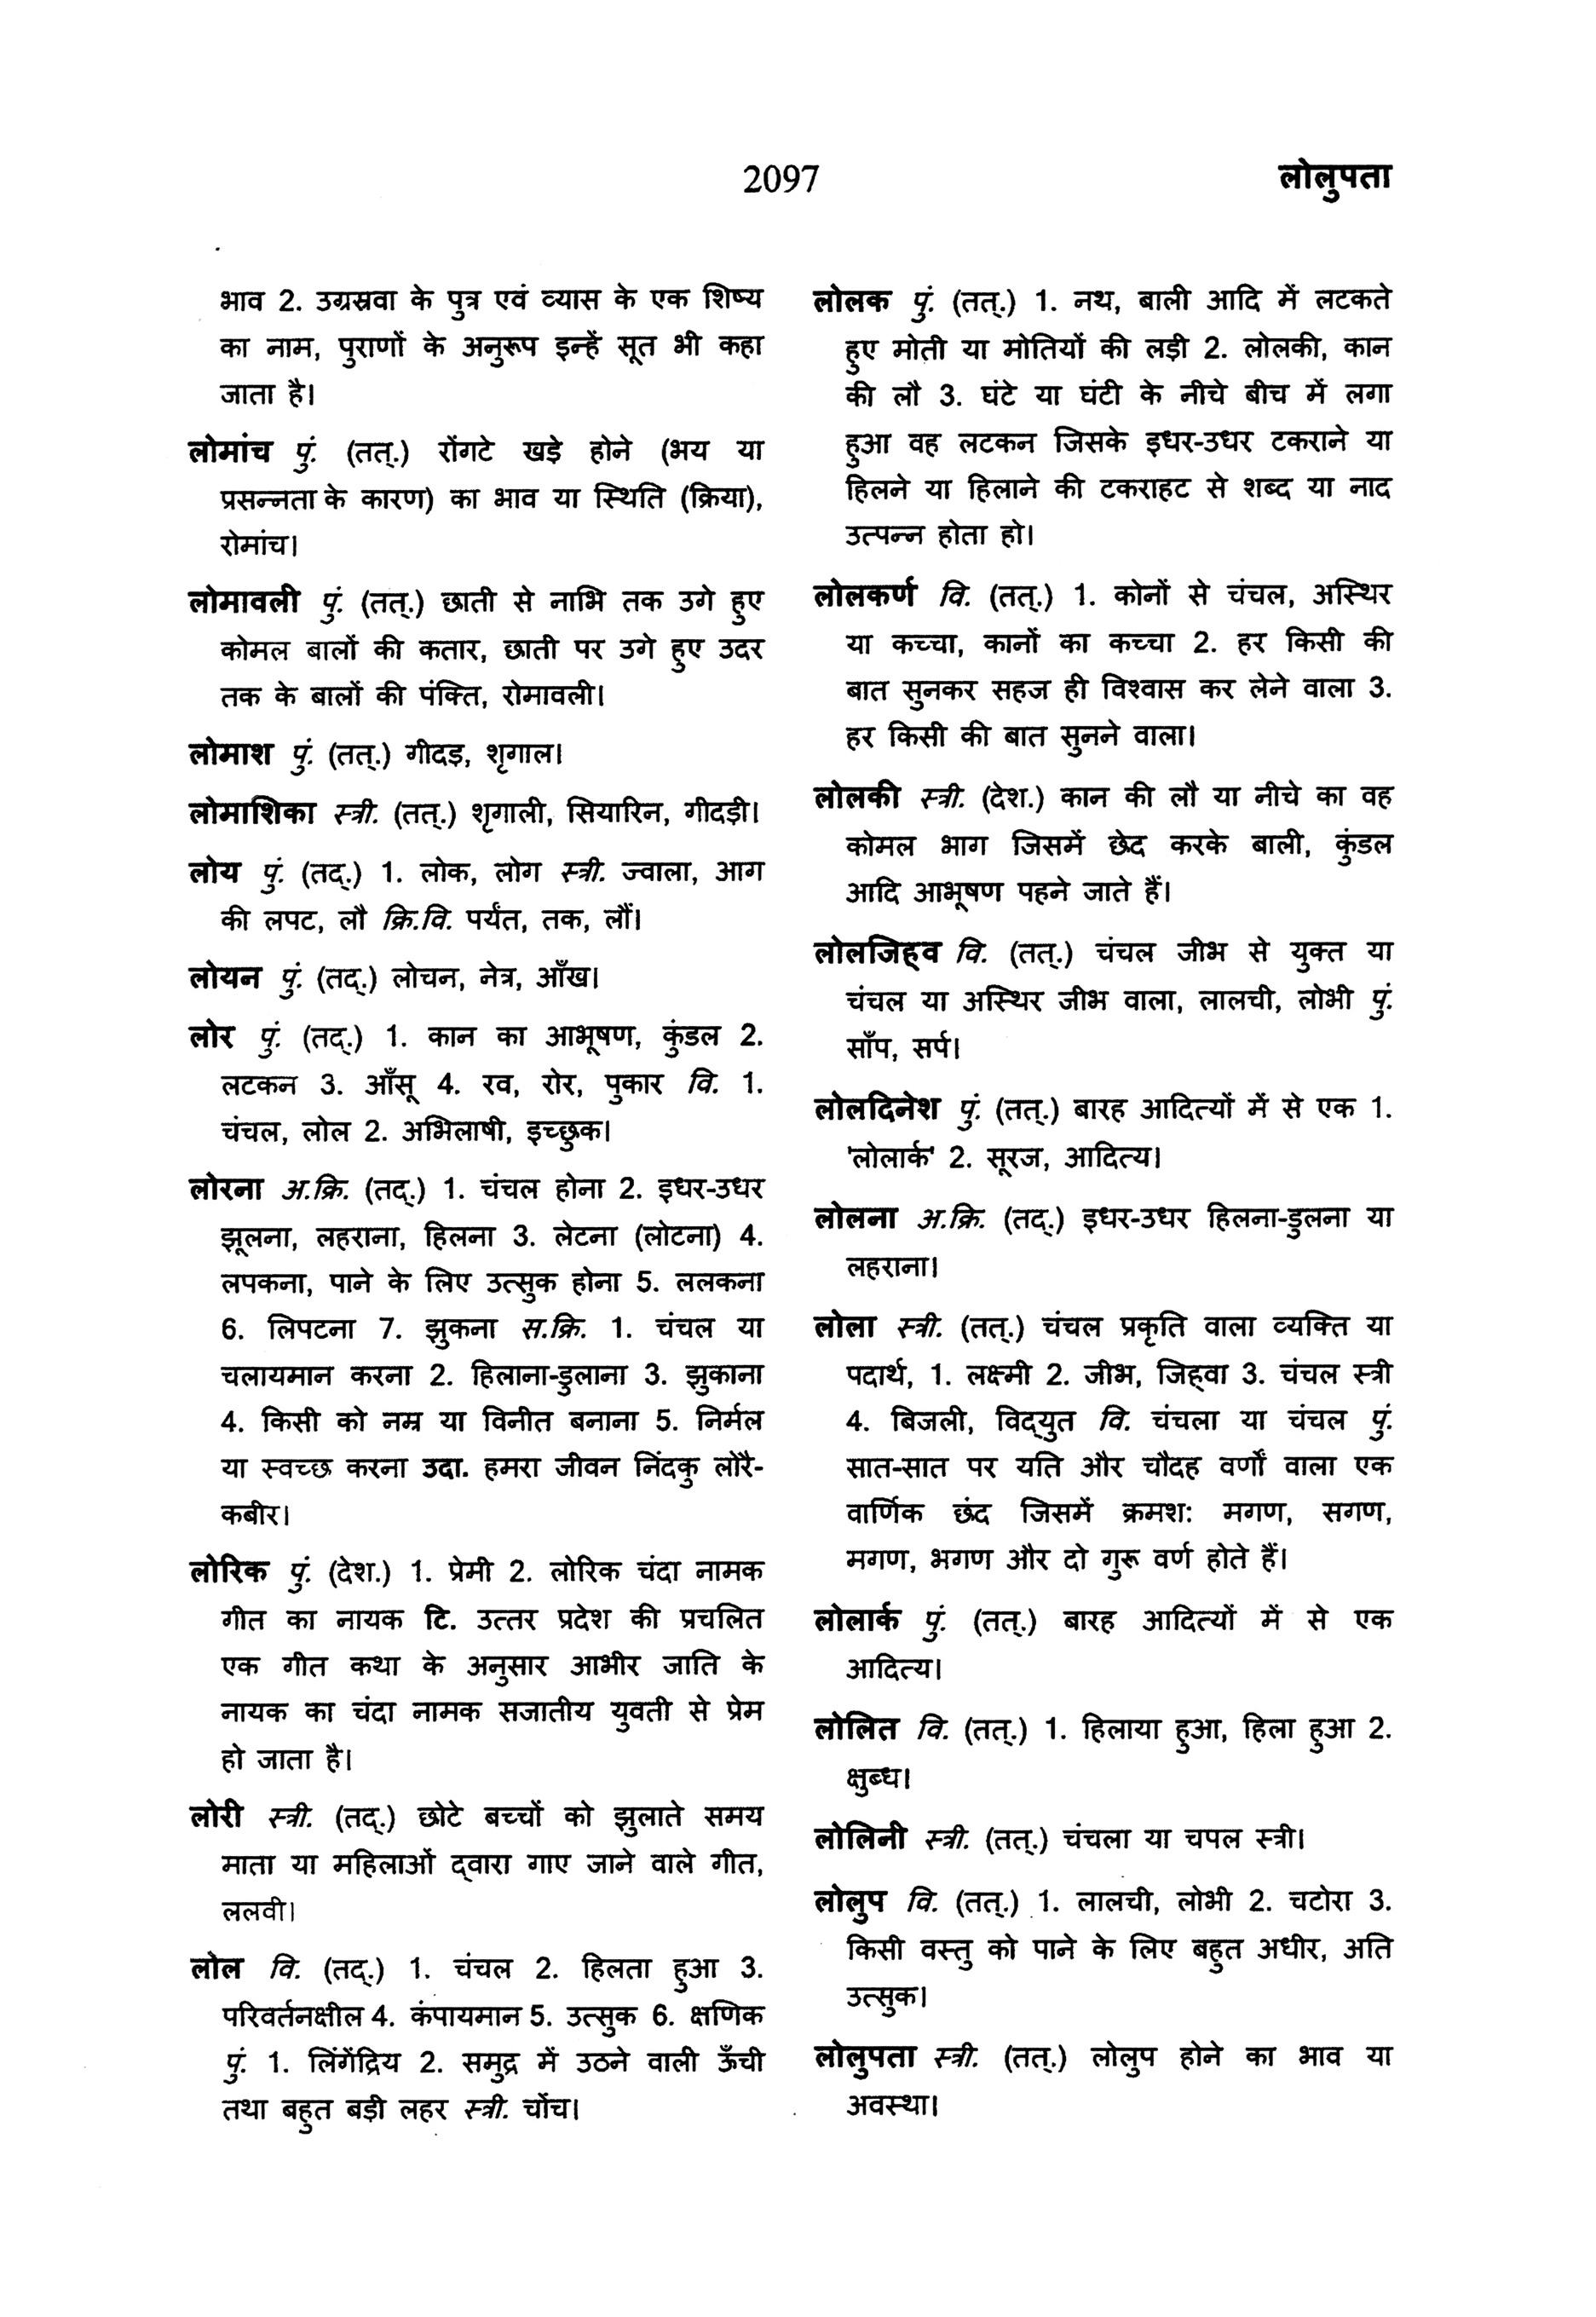 2097
लोलुपता
भाव 2. उग्रस्रवा के पुत्र एवं व्यास के एक शिष्य
का नाम, पुराणों के अनुरूप इन्हें सूत भी कहा
जाता है।
लोमांच पुं. (तत्.) रोंगटे खड़े होने (भय या
प्रसन्नता के कारण) का भाव या स्थिति (क्रिया),
रोमांच।
लोमावली पुं. (तत्.) छाती से नाभि तक उगे हुए
कोमल बालों की कतार, छाती पर उगे हुए उदर
तक के बालों की पंक्ति, रोमावली।
लोमाश पुं. (तत्.) गीदड़, शृगाल।
लोमाशिका स्त्री. (तत्.) शृगाली, सियारिन, गीदड़ी।
लोय पुं. (तद्.) 1. लोक, लोग स्त्री. ज्वाला, आग
की लपट, लौ क्रि.वि. पर्यंत, तक, लौं।
लोयन पुं. (तद्.) लोचन, नेत्र, आँख।
लोर पुं. (तद्.) 1. कान का आभूषण, कुंडल 2.
लटकन 3. आँसू 4. रव, रोर, पुकार वि. 1.
चंचल, लोल 2. अभिलाषी, इच्छुक।
लोरना अ.क्रि. (तद्.) 1. चंचल होना 2. इधर-उधर
झूलना, लहराना, हिलना 3. लेटना (लोटना) 4.
लपकना, पाने के लिए उत्सुक होना 5. ललकना
6. लिपटना 7. झुकना स.क्रि. 1. चंचल या
चलायमान करना 2. हिलाना-डुलाना 3. झुकाना
4. किसी को नम्र या विनीत बनाना 5. निर्मल
या स्वच्छ करना उदा. हमरा जीवन निंदकु लोरै-
कबीर।
लोरिक पुं. (देश.) 1. प्रेमी 2. लोरिक चंदा नामक
गीत का नायक टि. उत्तर प्रदेश की प्रचलित
एक गीत कथा के अनुसार आभीर जाति के
नायक का चंदा नामक सजातीय युवती से प्रेम
हो जाता है।
लोरी स्त्री. (तद्.) छोटे बच्चों को झुलाते समय
माता या महिलाओं द्‌वारा गाए जाने वाले गीत,
ललवी।
लोल वि. (तद्.) 1. चंचल 2. हिलता हुआ 3.
परिवर्तनक्षील 4. कंपायमान 5. उत्सुक 6. क्षणिक
पुं. 1. लिंगेंद्रिय 2. समुद्र में उठने वाली ऊँची
तथा बहुत बड़ी लहर स्त्री. चोंच।
लोलक पुं. (तत्.) 1. नथ, बाली आदि में लटकते
हुए मोती या मोतियों की लड़ी 2. लोलकी, कान
की लौ 3. घंटे या घंटी के नीचे बीच में लगा
हुआ वह लटकन जिसके इधर-उधर टकराने या
हिलने या हिलाने की टकराहट से शब्द या नाद
उत्पन्न होता हो।
लोलकर्ण वि. (तत्.) 1. कोनों से चंचल, अस्थिर
या कच्चा, कानों का कच्चा 2. हर किसी की
बात सुनकर सहज ही विश्वास कर लेने वाला 3.
हर किसी की बात सुनने वाला।
लोलकी स्त्री. (देश.) कान की लौ या नीचे का वह
कोमल भाग जिसमें छेद करके बाली, कुंडल
आदि आभूषण पहने जाते हैं।
लोलजिह्‌व वि. (तत्.) चंचल जीभ से युक्त या
चंचल या अस्थिर जीभ वाला, लालची, लोभी पुं.
साँप, सर्प।
लोलदिनेश पुं. (तत्.) बारह आदित्यों में से एक 1.
'लोलार्क' 2. सूरज, आदित्य।
लोलना अ.क्रि. (तद्.) इधर-उधर हिलना-डुलना या
लहराना।
लोला स्त्री. (तत्.) चंचल प्रकृति वाला व्यक्ति या
पदार्थ, 1. लक्ष्मी 2. जीभ, जिह्‌वा 3. चंचल स्त्री
4. बिजली, विद्‌युत वि. चंचला या चंचल पुं.
सात-सात पर यति और चौदह वर्णों वाला एक
वार्णिक छंद जिसमें क्रमश: मगण, सगण,
मगण, भगण और दो गुरू वर्ण होते हैं।
लोलार्क पुं. (तत्.) बारह आदित्यों में से एक
आदित्य।
लोलित वि. (तत्.) 1. हिलाया हुआ, हिला हुआ 2.
क्षुब्ध।
लोलिनी स्त्री. (तत्.) चंचला या चपल स्त्री।
लोलुप वि. (तत्.) 1. लालची, लोभी 2. चटोरा 3.
किसी वस्तु को पाने के लिए बहुत अधीर, अति
उत्सुक।
लोलुपता स्त्री. (तत्.) लोलुप होने का भाव या
अवस्था।